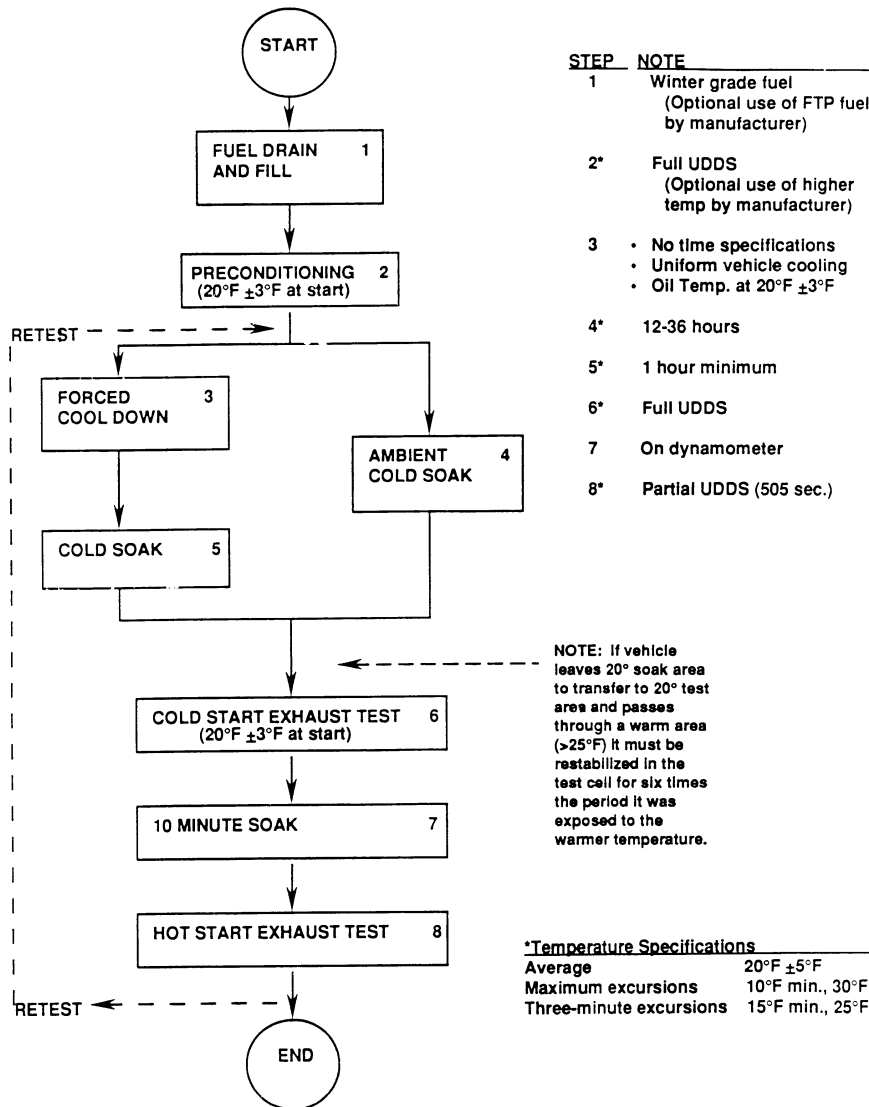 START
FUEL DRAIN 1
AND FILL
PRECONDITIONING 2
(20°F ±3°F at start)
RETEST
FORCED 3
COOL DOWN
AMBIENT 4
COLD SOAK
COLD SOAK 5
COLD START EXHAUST TEST 6
(20°F ±3°F at start)
10 MINUTE SOAK 7
HOT START EXHAUST TEST 8
RETEST
END
STEP NOTE
1 Winter grade fuel
(Optional use of FTP fuel
by manufacturer)
2* Full UDDS
(Optional use of higher
temp by manufacturer)
3 • No time specifications
• Uniform vehicle cooling
• Oil Temp. at 20°F ±3°F
4* 12-36 hours
5* 1 hour minimum
6* Full UDDS
7 On dynamometer
8* Partial UDDS (505 sec.)
NOTE: If vehicle
leaves 20° soak area
to transfer to 20° test
area and passes
through a warm area
(>25°F) it must be
restabilized in the
test cell for six times
the period it was
exposed to the
warmer temperature.
*Temperature Specifications
Average 20°F ±5°F
Maximum excursions 10°F min., 30°F
Three-minute excursions 15°F min., 25°F